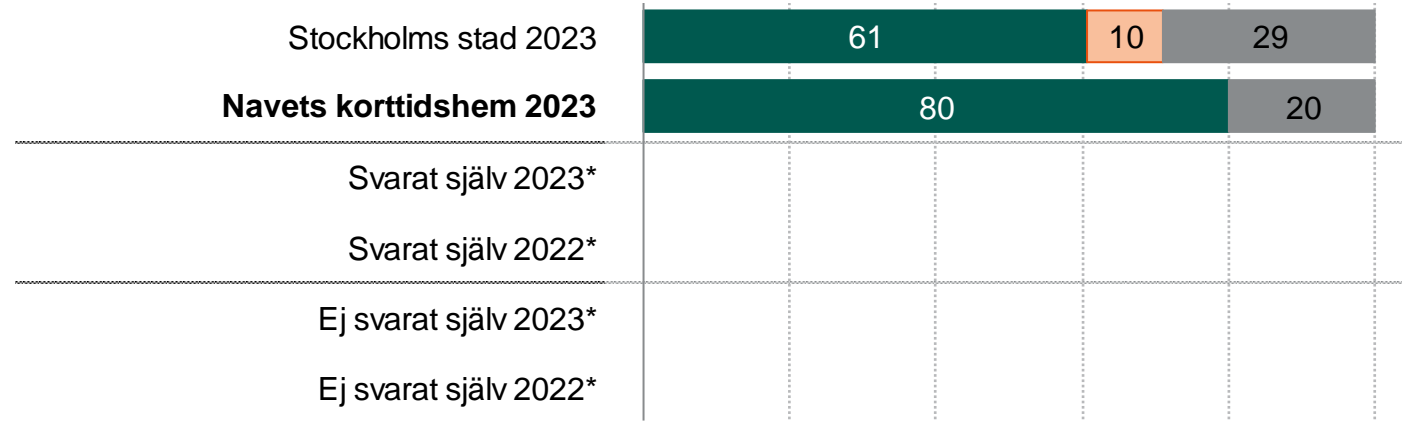 Stockholms stad 2023 61 10 29
Navets korttidshem 2023 80 20
Svarat själv 2023*
Svarat själv 2022*
Ej svarat själv 2023*
Ej svarat själv 2022*